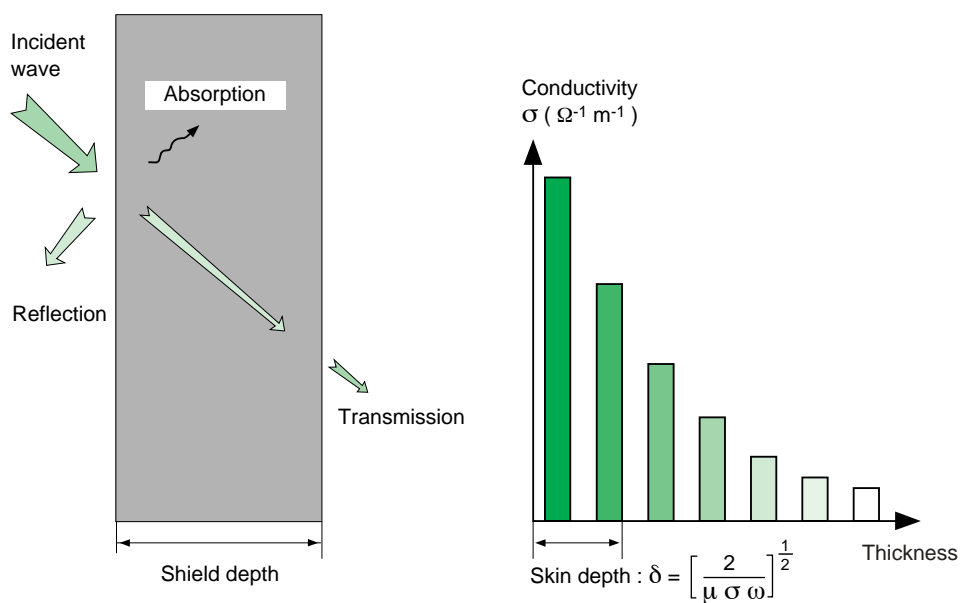 Incident
wave
Absorption
Reflection
Transmission
Shield depth
Conductivity
σ ( Ω⁻¹ m⁻¹ )
Thickness
Skin depth : δ = [ 2 / μ σ ω ]^1/2